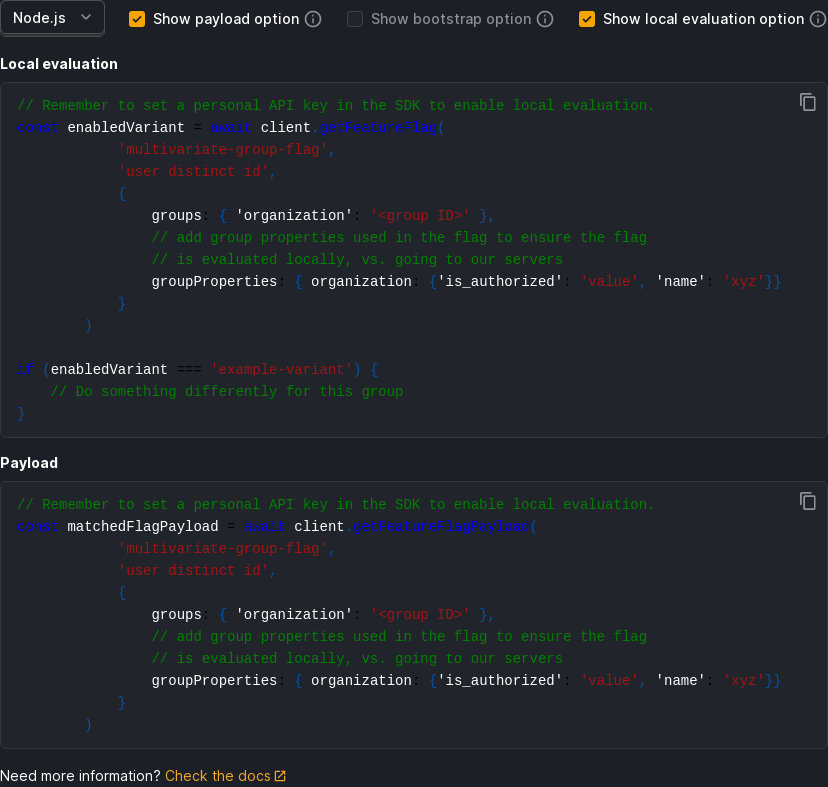 Node.js Show payload option Show bootstrap option Show local evaluation option
Local evaluation
// Remember to set a personal API key in the SDK to enable local evaluation.
const enabledVariant = await client.getFeatureFlag(
            'multivariate-group-flag',
            'user distinct id',
            {
                groups: { 'organization': '<group ID>' },
                // add group properties used in the flag to ensure the flag
                // is evaluated locally, vs. going to our servers
                groupProperties: { organization: {'is_authorized': 'value', 'name': 'xyz'}}
            }
        )
if (enabledVariant === 'example-variant') {
    // Do something differently for this group
}
Payload
// Remember to set a personal API key in the SDK to enable local evaluation.
const matchedFlagPayload = await client.getFeatureFlagPayload(
            'multivariate-group-flag',
            'user distinct id',
            {
                groups: { 'organization': '<group ID>' },
                // add group properties used in the flag to ensure the flag
                // is evaluated locally, vs. going to our servers
                groupProperties: { organization: {'is_authorized': 'value', 'name': 'xyz'}}
            }
        )
Need more information? Check the docs